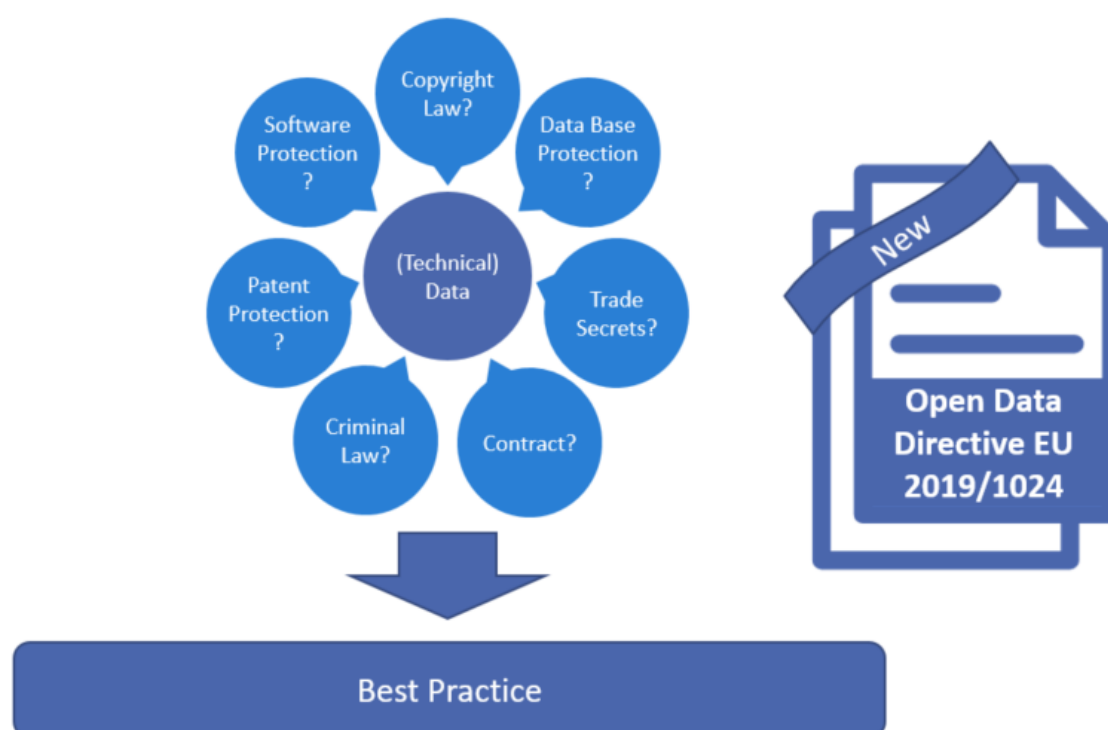 Copyright
Law?
Software
Protection
?
Data Base
Protection
?
(Technical)
Data
Patent
Protection
?
Trade
Secrets?
Criminal
Law?
Contract?
Best Practice
New
Open Data
Directive EU
2019/1024